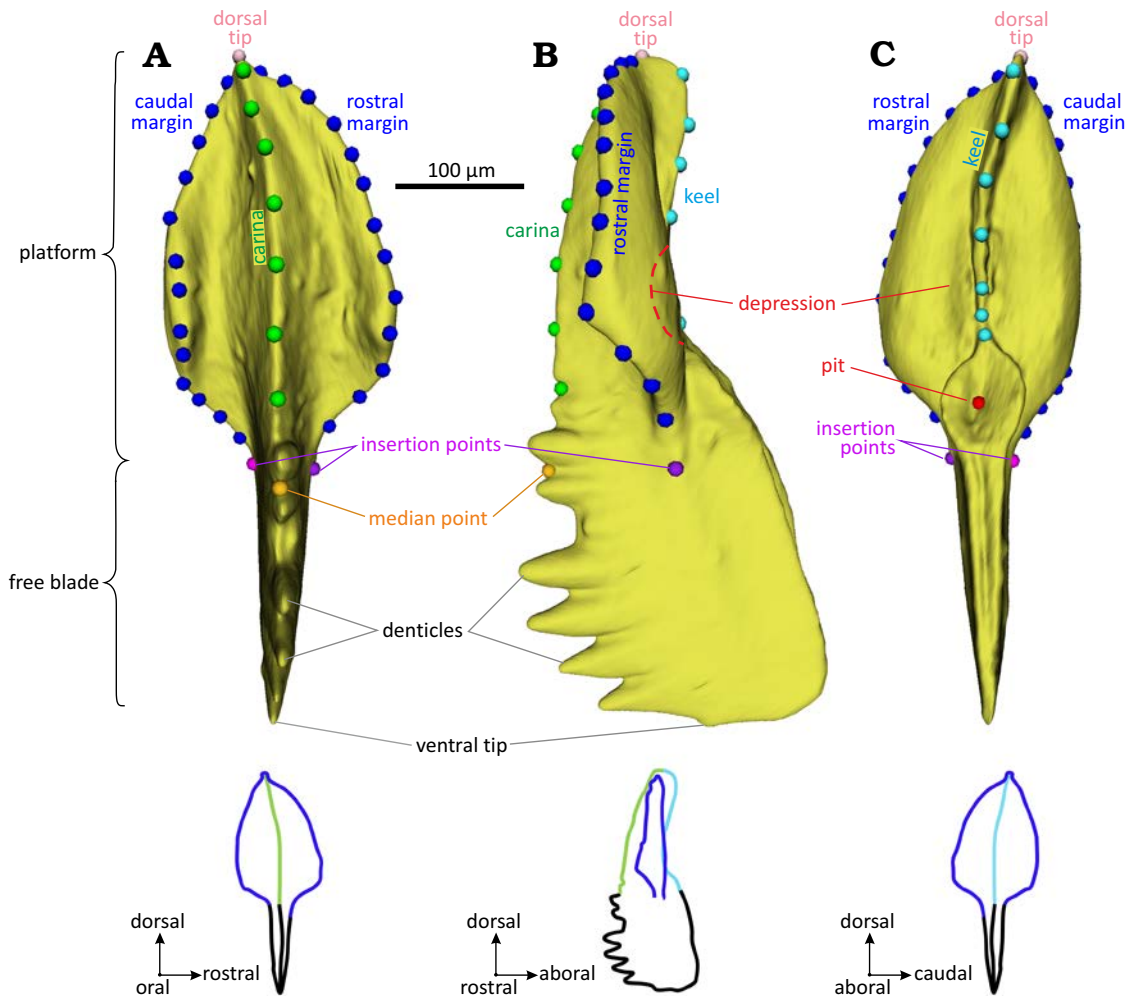 dorsal
tip
dorsal
tip
dorsal
tip
A
B
C
caudal
margin
rostral
margin
rostral
margin
caudal
margin
100 µm
keel
rostral margin
keel
carina
carina
platform
depression
pit
insertion points
insertion
points
median point
free blade
denticles
ventral tip
dorsal
rostral
oral
dorsal
aboral
rostral
dorsal
caudal
aboral